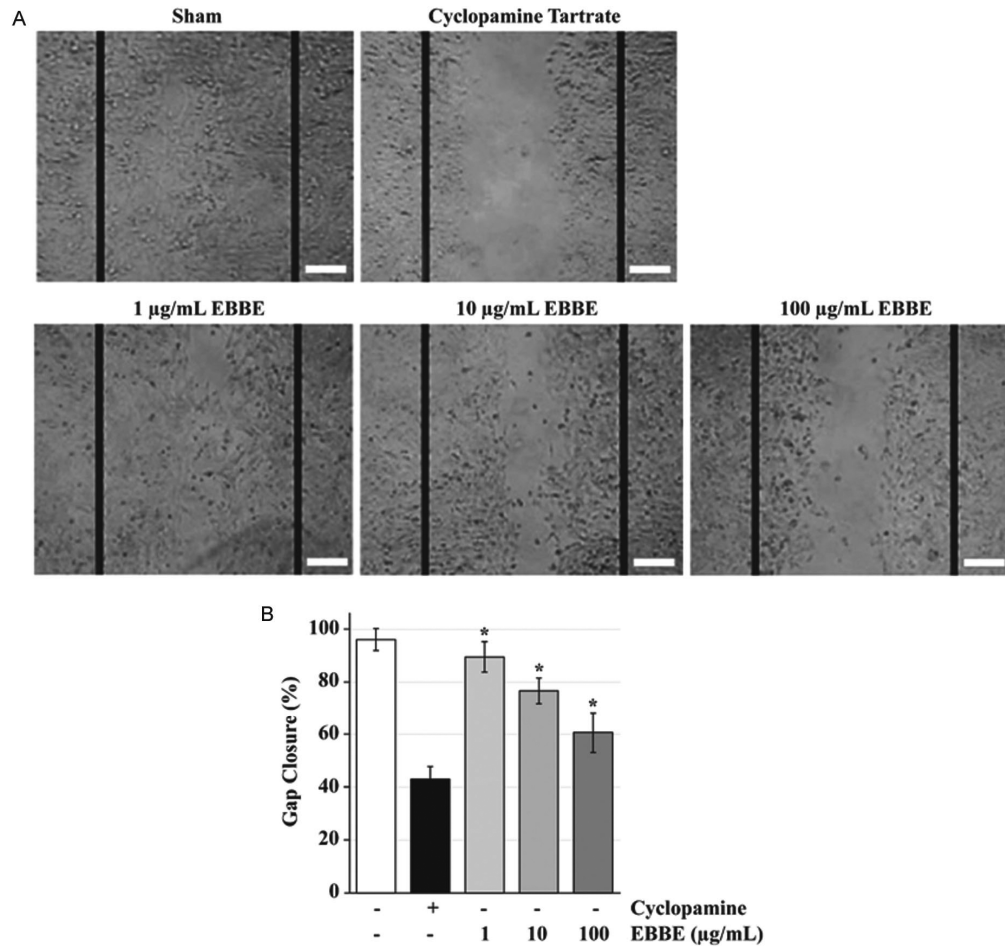 A
Sham
Cyclopamine Tartrate
1 µg/mL EBBE
10 µg/mL EBBE
100 µg/mL EBBE
B
Gap Closure (%)
100
80
60
40
20
0
* * *
- + - - - Cyclopamine
- - 1 10 100 EBBE (µg/mL)